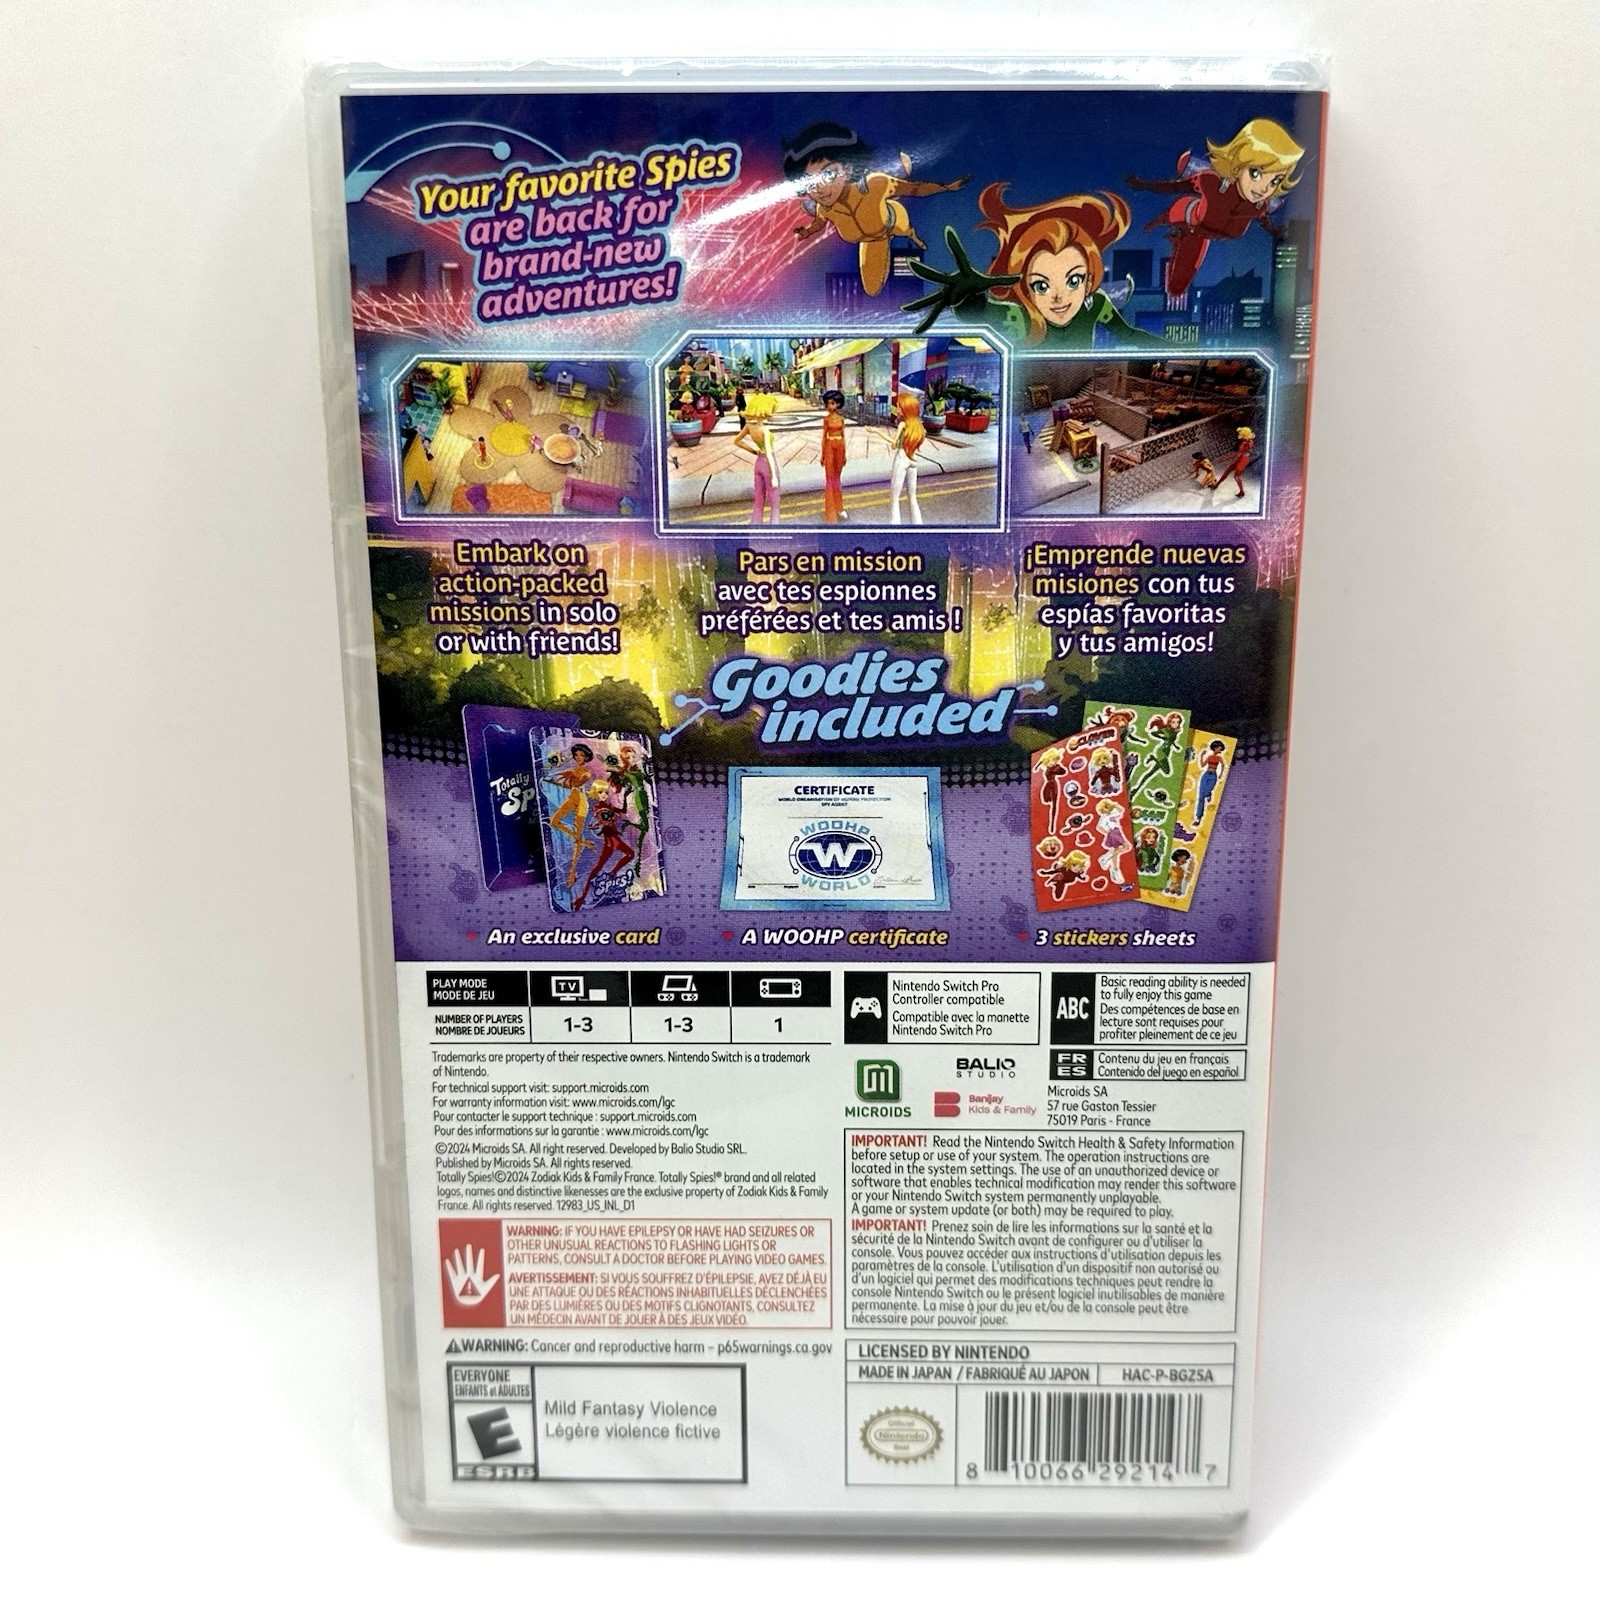 Your favorite Spies
are back for
brand-new
adventures!
Embark on
action-packed
missions in solo
or with friends!
Pars en mission
avec tes espionnes
préférées et tes amis !
¡Emprende nuevas
misiones con tus
espías favoritas
y tus amigos!
Goodies
included
Totally
Sp
Spies!
CERTIFICATE
WORLD ORGANISATION OF HUMAN PROTECTION
SPY AGENT
WOOHP
W
WORLD
CLOVER
An exclusive card
A WOOHP certificate
3 stickers sheets
PLAY MODE
MODE DE JEU
TV
NUMBER OF PLAYERS
NOMBRE DE JOUEURS
1-3
1-3
1
Nintendo Switch Pro
Controller compatible
Compatible avec la manette
Nintendo Switch Pro
ABC
Basic reading ability is needed
to fully enjoy this game
Des compétences de base en
lecture sont requises pour
profiter pleinement de ce jeu
FR
ES
Contenu du jeu en français
Contenido del juego en español
Trademarks are property of their respective owners. Nintendo Switch is a trademark
of Nintendo.
For technical support visit: support.microids.com
For warranty information visit: www.microids.com/lgc
Pour contacter le support technique : support.microids.com
Pour des informations sur la garantie : www.microids.com/lgc
©2024 Microids SA. All right reserved. Developed by Balio Studio SRL.
Published by Microids SA. All rights reserved.
Totally Spies!©2024 Zodiak Kids & Family France. Totally Spies!® brand and all related
logos, names and distinctive likenesses are the exclusive property of Zodiak Kids & Family
France. All rights reserved. 12983_US_INL_D1
MICROIDS
BALIO
STUDIO
Banijay
Kids & Family
Microids SA
57 rue Gaston Tessier
75019 Paris - France
WARNING: IF YOU HAVE EPILEPSY OR HAVE HAD SEIZURES OR
OTHER UNUSUAL REACTIONS TO FLASHING LIGHTS OR
PATTERNS, CONSULT A DOCTOR BEFORE PLAYING VIDEO GAMES.
AVERTISSEMENT: SI VOUS SOUFFREZ D'ÉPILEPSIE, AVEZ DÉJÀ EU
UNE ATTAQUE OU DES RÉACTIONS INHABITUELLES DÉCLENCHÉES
PAR DES LUMIÈRES OU DES MOTIFS CLIGNOTANTS, CONSULTEZ
UN MÉDECIN AVANT DE JOUER À DES JEUX VIDÉO.
WARNING: Cancer and reproductive harm – p65warnings.ca.gov
IMPORTANT! Read the Nintendo Switch Health & Safety Information
before setup or use of your system. The operation instructions are
located in the system settings. The use of an unauthorized device or
software that enables technical modification may render this software
or your Nintendo Switch system permanently unplayable.
A game or system update (or both) may be required to play.
IMPORTANT! Prenez soin de lire les informations sur la santé et la
sécurité de la Nintendo Switch avant de configurer ou d'utiliser la
console. Vous pouvez accéder aux instructions d'utilisation depuis les
paramètres de la console. L'utilisation d'un dispositif non autorisé ou
d'un logiciel qui permet des modifications techniques peut rendre la
console Nintendo Switch ou le présent logiciel inutilisables de manière
permanente. La mise à jour du jeu et/ou de la console peut être
nécessaire pour pouvoir jouer.
EVERYONE
ENFANTS et ADULTES
E
ESRB
Mild Fantasy Violence
Légère violence fictive
LICENSED BY NINTENDO
MADE IN JAPAN / FABRIQUÉ AU JAPON
HAC-P-BGZ5A
Official
Nintendo
Seal
8 10066 29214 7